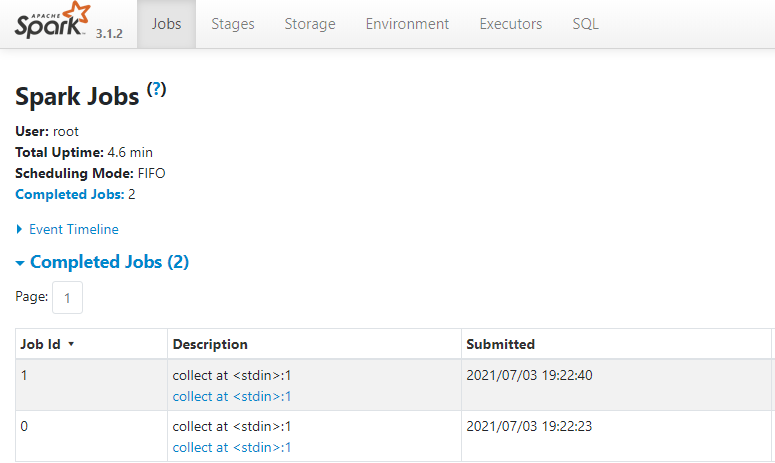 APACHE
Spark 3.1.2 Jobs Stages Storage Environment Executors SQL
Spark Jobs (?)
User: root
Total Uptime: 4.6 min
Scheduling Mode: FIFO
Completed Jobs: 2
Event Timeline
Completed Jobs (2)
Page: 1
Job Id Description Submitted
1 collect at <stdin>:1 2021/07/03 19:22:40
collect at <stdin>:1
0 collect at <stdin>:1 2021/07/03 19:22:23
collect at <stdin>:1